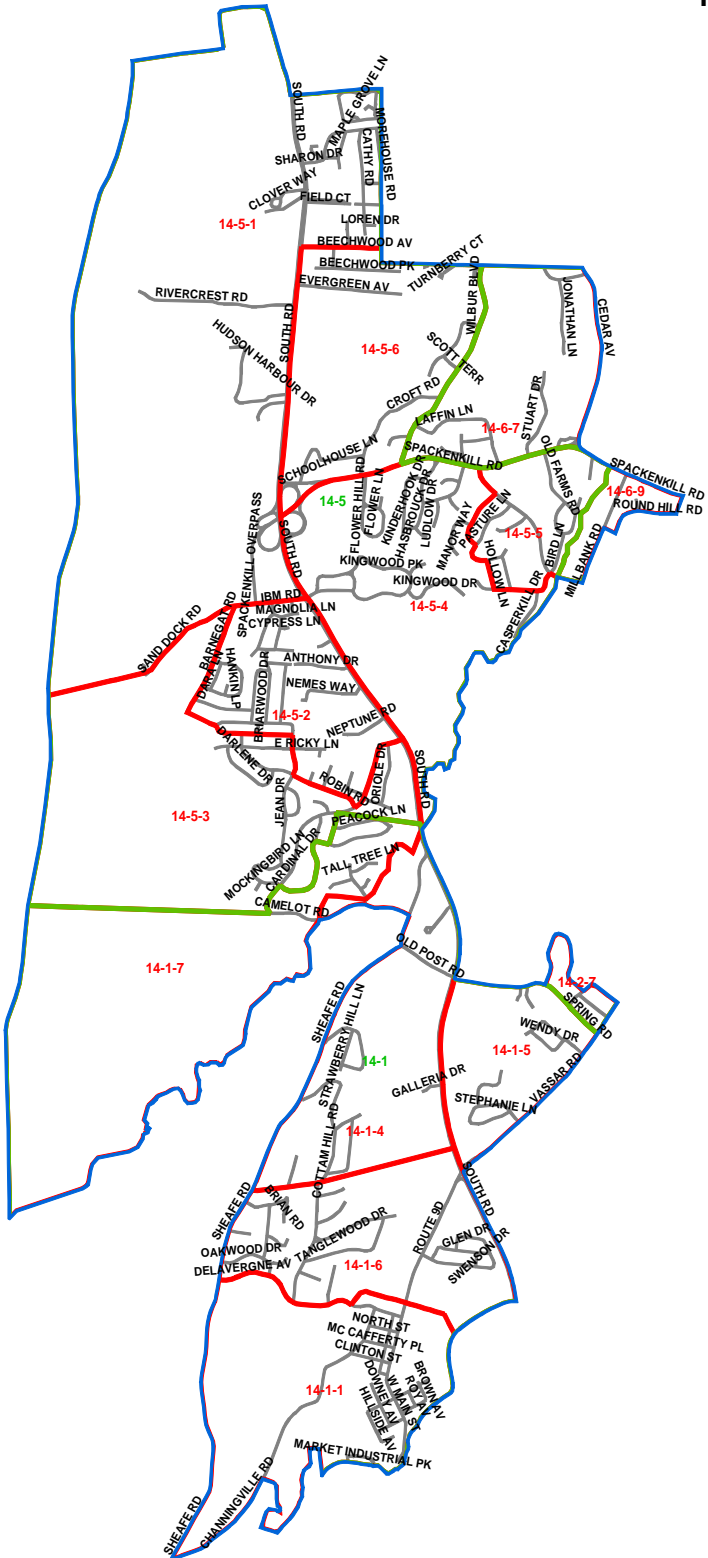 MAPLE GROVE LN
SOUTH RD
MOREHOUSE RD
CATHY RD
SHARON DR
CLOVER WAY
FIELD CT
14-5-1
LOREN DR
BEECHWOOD AV
BEECHWOOD PK
TURNBERRY CT
EVERGREEN AV
WILBUR BLVD
JONATHAN LN
CEDAR AV
RIVERCREST RD
SOUTH RD
HUDSON HARBOUR DR
14-5-6
SCOTT TERR
CROFT RD
LAFFIN LN
STUART DR
14-6-7
SCHOOLHOUSE LN
SPACKENKILL RD
OLD FARMS RD
SPACKENKILL RD
14-6-9
ROUND HILL RD
14-5
FLOWER HILL RD
FLOWER LN
KINDERHOOK DR
HASBROUCK DR
LUDLOW DR
MANOR WAY
PASTURE LN
14-5-5
BIRD LN
MILLBANK RD
HOLLOW LN
SPACKENKILL OVERPASS
SOUTH RD
KINGWOOD PK
KINGWOOD DR
CASPERKILL DR
14-5-4
IBM RD
MAGNOLIA LN
CYPRESS LN
SAND DOCK RD
BARNEGAT RD
DARA LN
HANKIN LP
BRIARWOOD DR
ANTHONY DR
NEMES WAY
14-5-2
NEPTUNE RD
E RICKY LN
DARLENE DR
JEAN DR
ROBIN RD
ORIOLE DR
SOUTH RD
14-5-3
PEACOCK LN
MOCKINGBIRD LN
CARDINAL DR
TALL TREE LN
CAMELOT RD
14-1-7
OLD POST RD
14-2-7
SPRING RD
SHEAFE RD
STRAWBERRY HILL LN
WENDY DR
14-1-5
14-1
GALLERIA DR
VASSAR RD
STEPHANIE LN
COTTAM HILL RD
14-1-4
SHEAFE RD
BRIAN RD
SOUTH RD
ROUTE 9D
GLEN DR
SWENSON DR
TANGLEWOOD DR
OAKWOOD DR
DELAVERGNE AV
14-1-6
NORTH ST
MC CAFFERTY PL
CLINTON ST
14-1-1
DOWNEY AV
HILLSIDE AV
W MAIN ST
ROY AV
BROWN AV
MARKET INDUSTRIAL PK
CHANNINGVILLE RD
SHEAFE RD